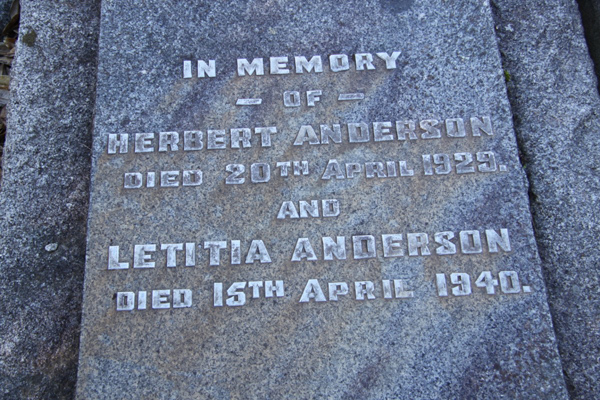 IN MEMORY
— OF —
HERBERT ANDERSON
DIED 20TH APRIL 1929.
AND
LETITIA ANDERSON
DIED 15TH APRIL 1940.